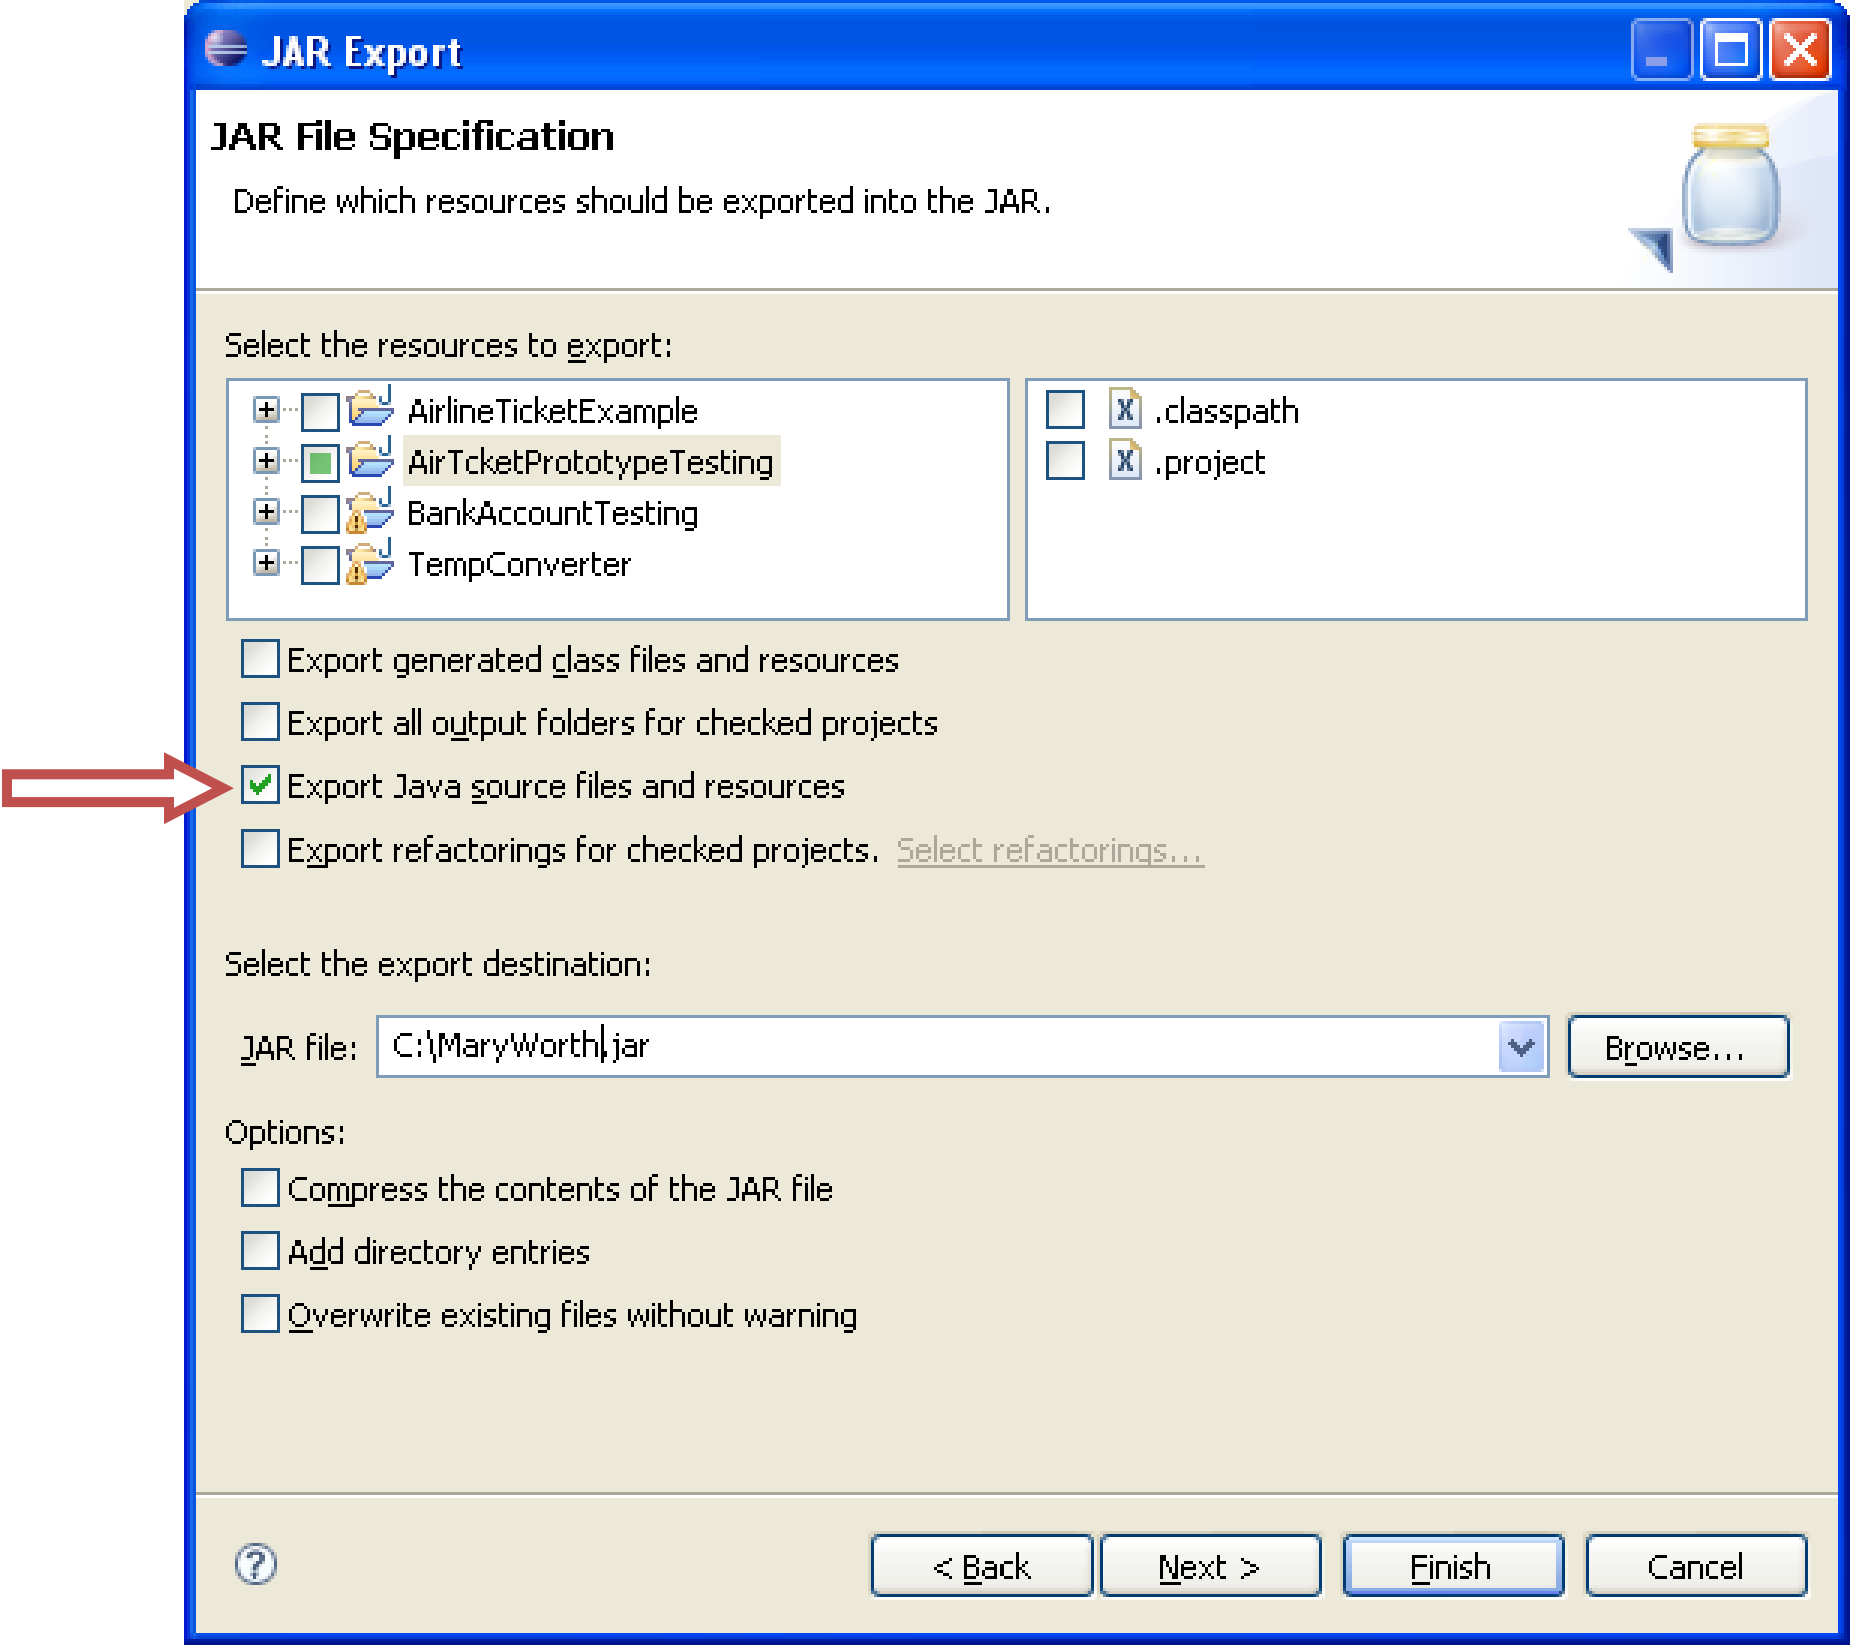 JAR Export
JAR File Specification
Define which resources should be exported into the JAR.
Select the resources to export:
AirlineTicketExample
AirTcketPrototypeTesting
BankAccountTesting
TempConverter
.classpath
.project
Export generated class files and resources
Export all output folders for checked projects
Export Java source files and resources
Export refactorings for checked projects. Select refactorings...
Select the export destination:
JAR file: C:\MaryWorth.jar Browse...
Options:
Compress the contents of the JAR file
Add directory entries
Overwrite existing files without warning
? < Back Next > Finish Cancel